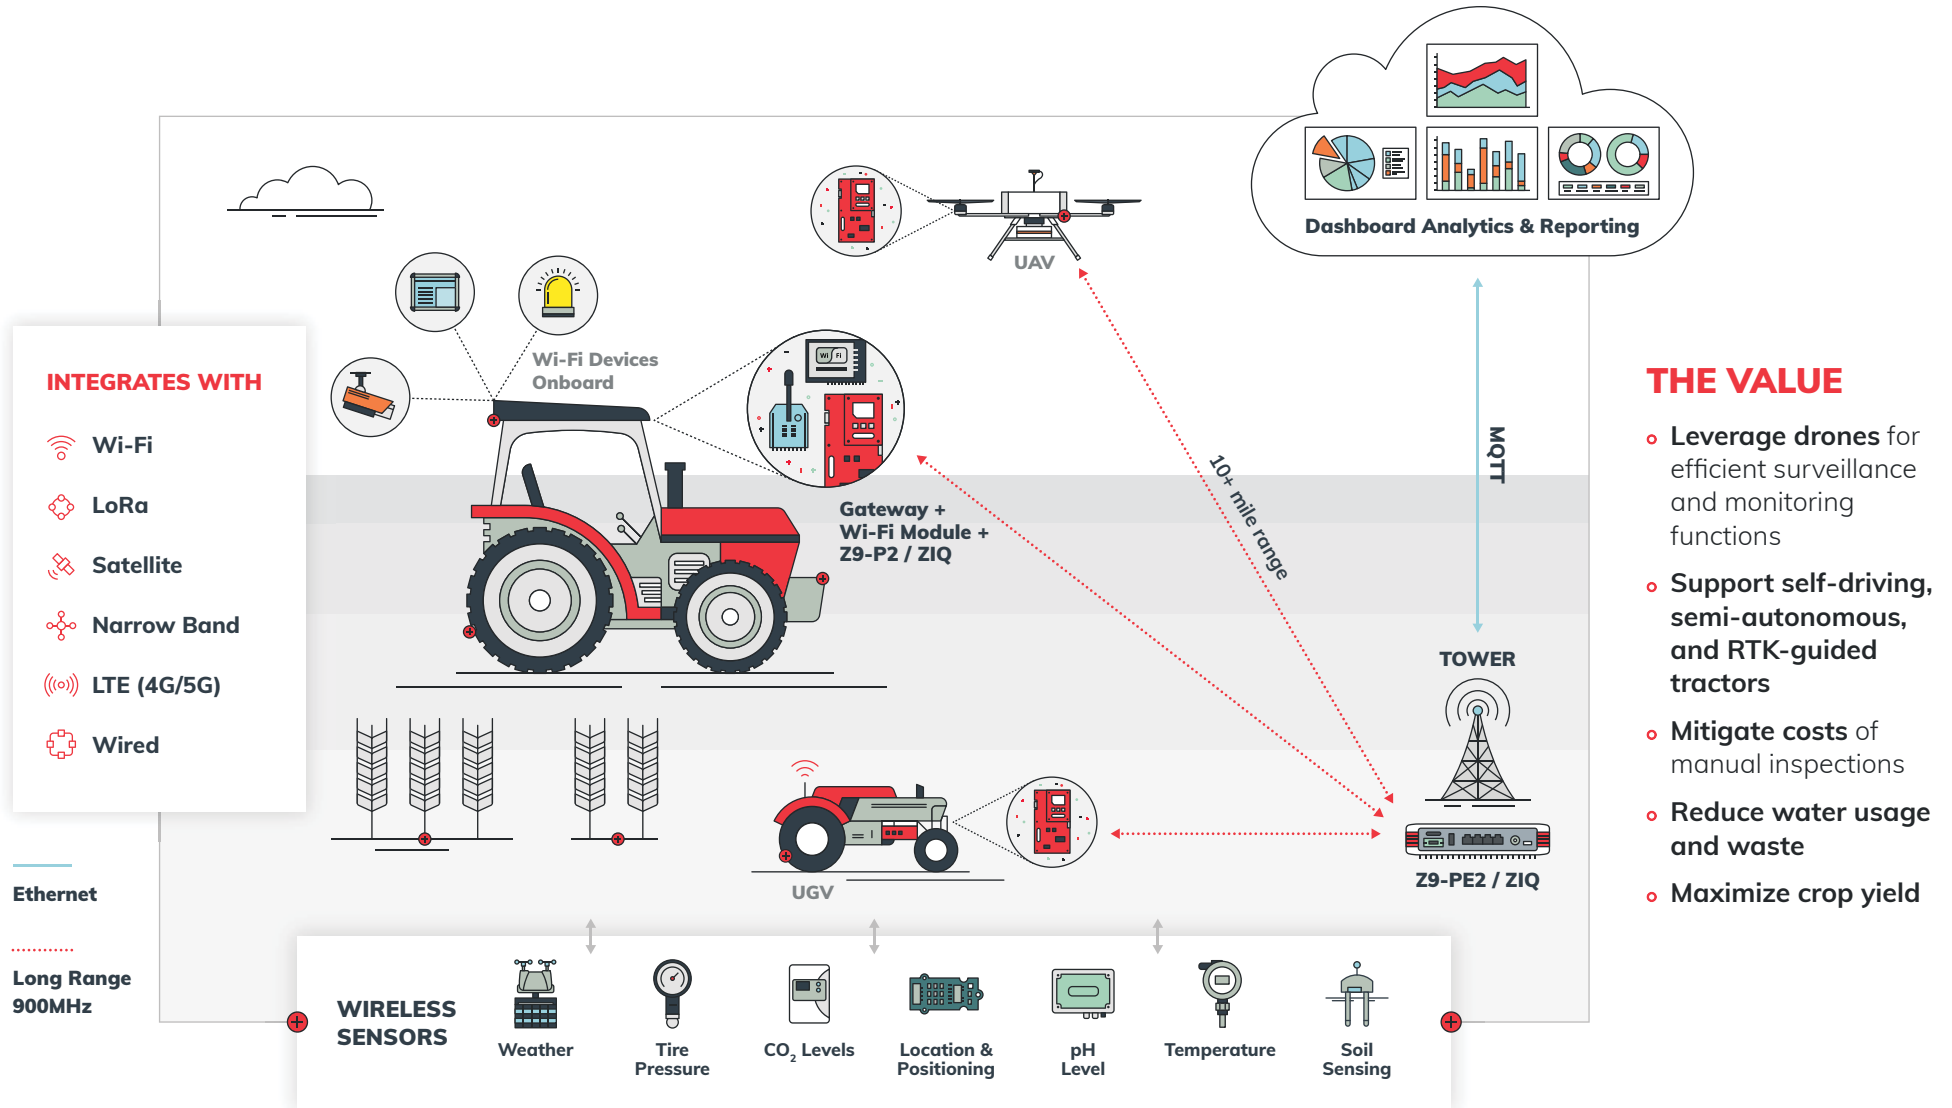 Dashboard Analytics & Reporting
UAV
Wi-Fi Devices
Onboard
Wi Fi
Gateway +
Wi-Fi Module +
Z9-P2 / ZIQ
10+ mile range
MQTT
INTEGRATES WITH
Wi-Fi
LoRa
Satellite
Narrow Band
LTE (4G/5G)
Wired
Ethernet
Long Range
900MHz
TOWER
Z9-PE2 / ZIQ
UGV
THE VALUE
Leverage drones for
efficient surveillance
and monitoring
functions
Support self-driving,
semi-autonomous,
and RTK-guided
tractors
Mitigate costs of
manual inspections
Reduce water usage
and waste
Maximize crop yield
WIRELESS
SENSORS
Weather
Tire
Pressure
CO₂ Levels
Location &
Positioning
pH
Level
Temperature
Soil
Sensing